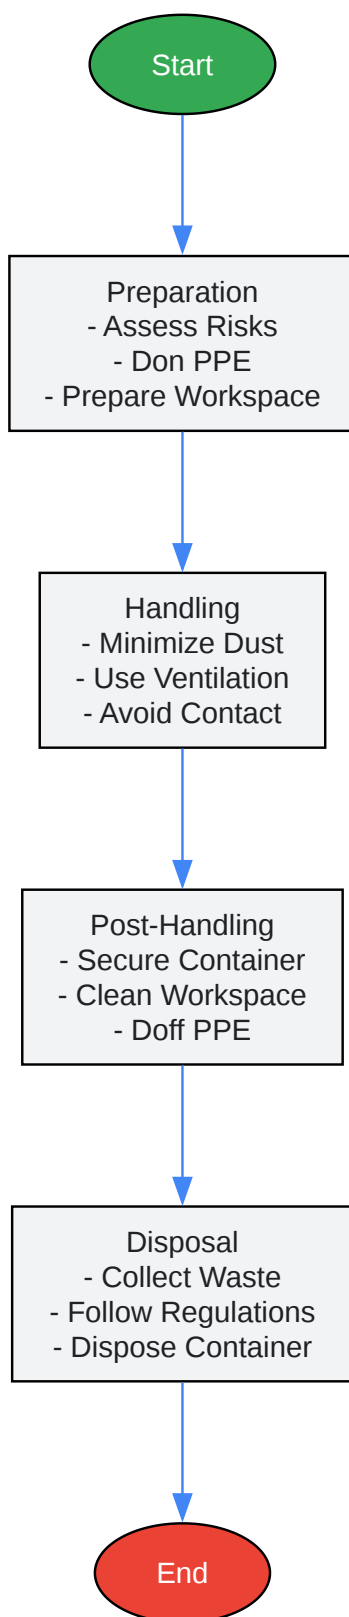 Start
Preparation
- Assess Risks
- Don PPE
- Prepare Workspace
Handling
- Minimize Dust
- Use Ventilation
- Avoid Contact
Post-Handling
- Secure Container
- Clean Workspace
- Doff PPE
Disposal
- Collect Waste
- Follow Regulations
- Dispose Container
End